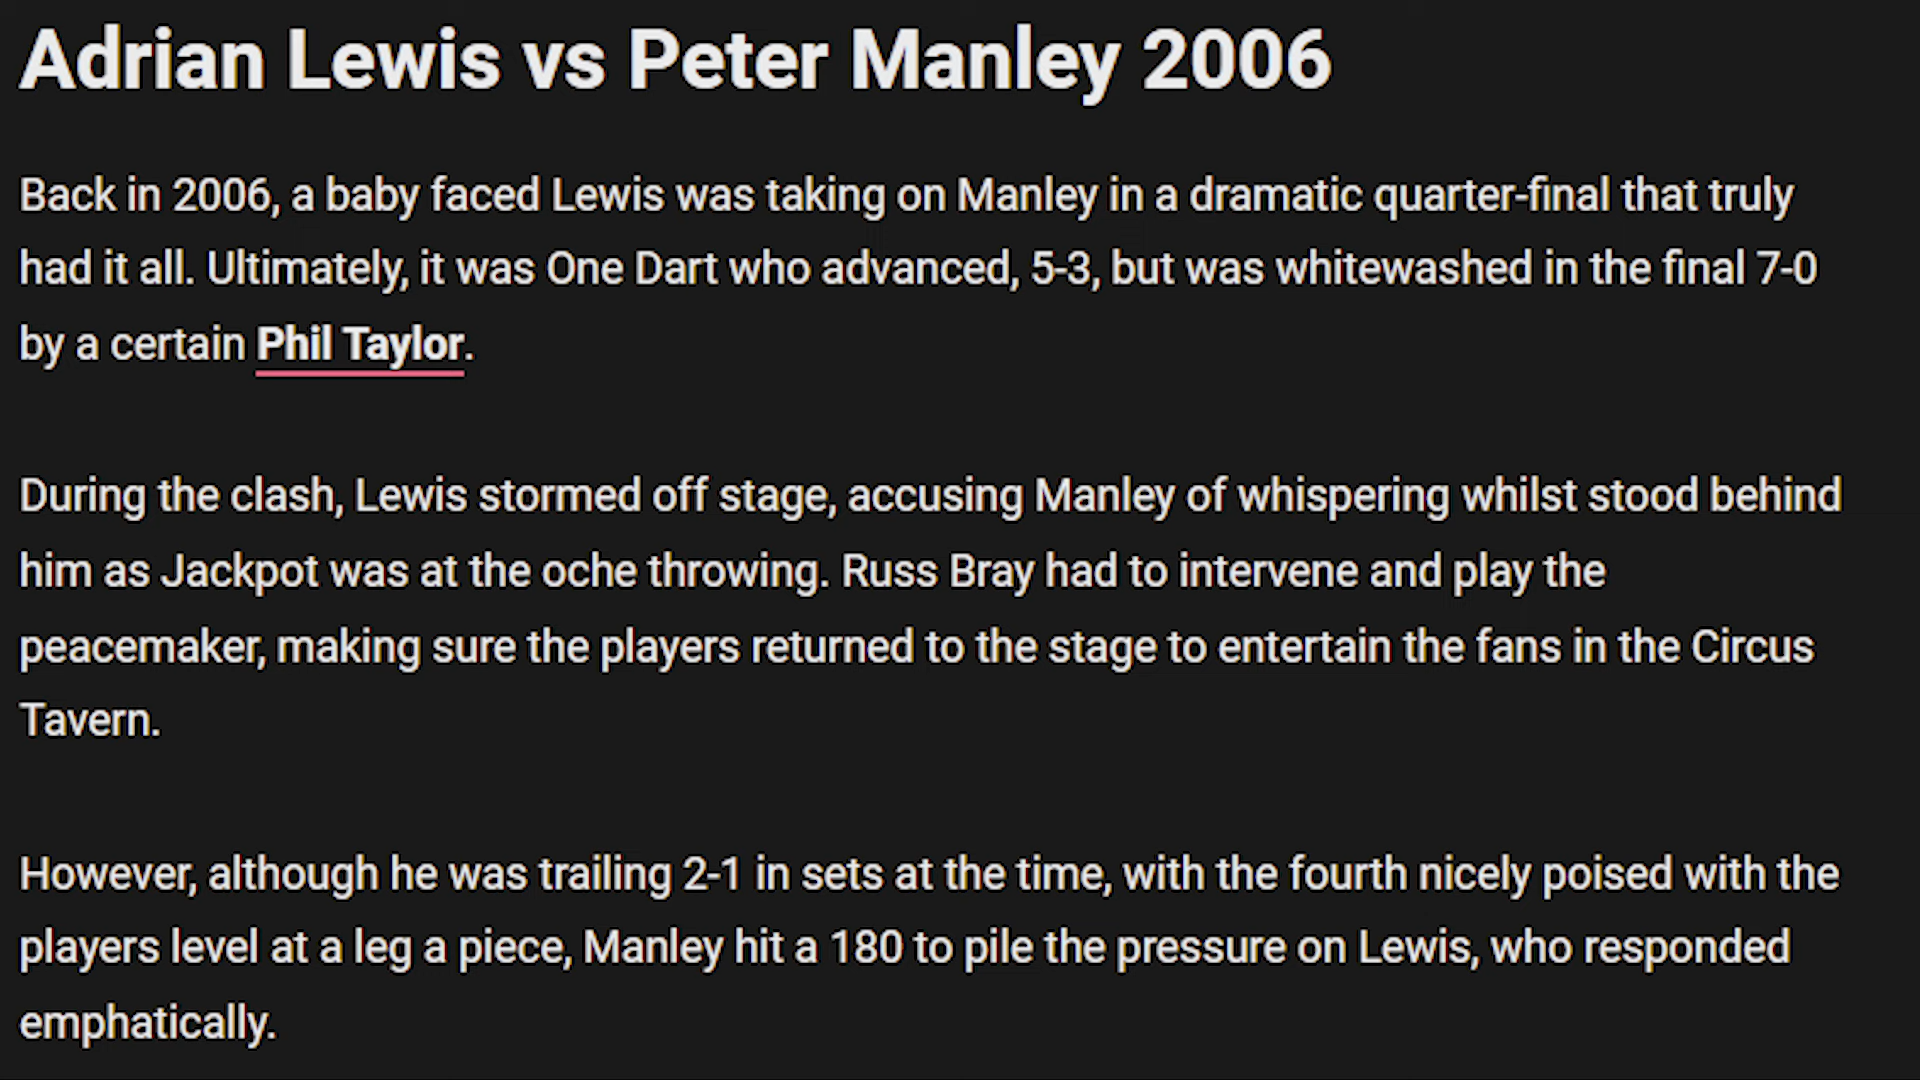 Adrian Lewis vs Peter Manley 2006
Back in 2006, a baby faced Lewis was taking on Manley in a dramatic quarter-final that truly
had it all. Ultimately, it was One Dart who advanced, 5-3, but was whitewashed in the final 7-0
by a certain Phil Taylor.
During the clash, Lewis stormed off stage, accusing Manley of whispering whilst stood behind
him as Jackpot was at the oche throwing. Russ Bray had to intervene and play the
peacemaker, making sure the players returned to the stage to entertain the fans in the Circus
Tavern.
However, although he was trailing 2-1 in sets at the time, with the fourth nicely poised with the
players level at a leg a piece, Manley hit a 180 to pile the pressure on Lewis, who responded
emphatically.